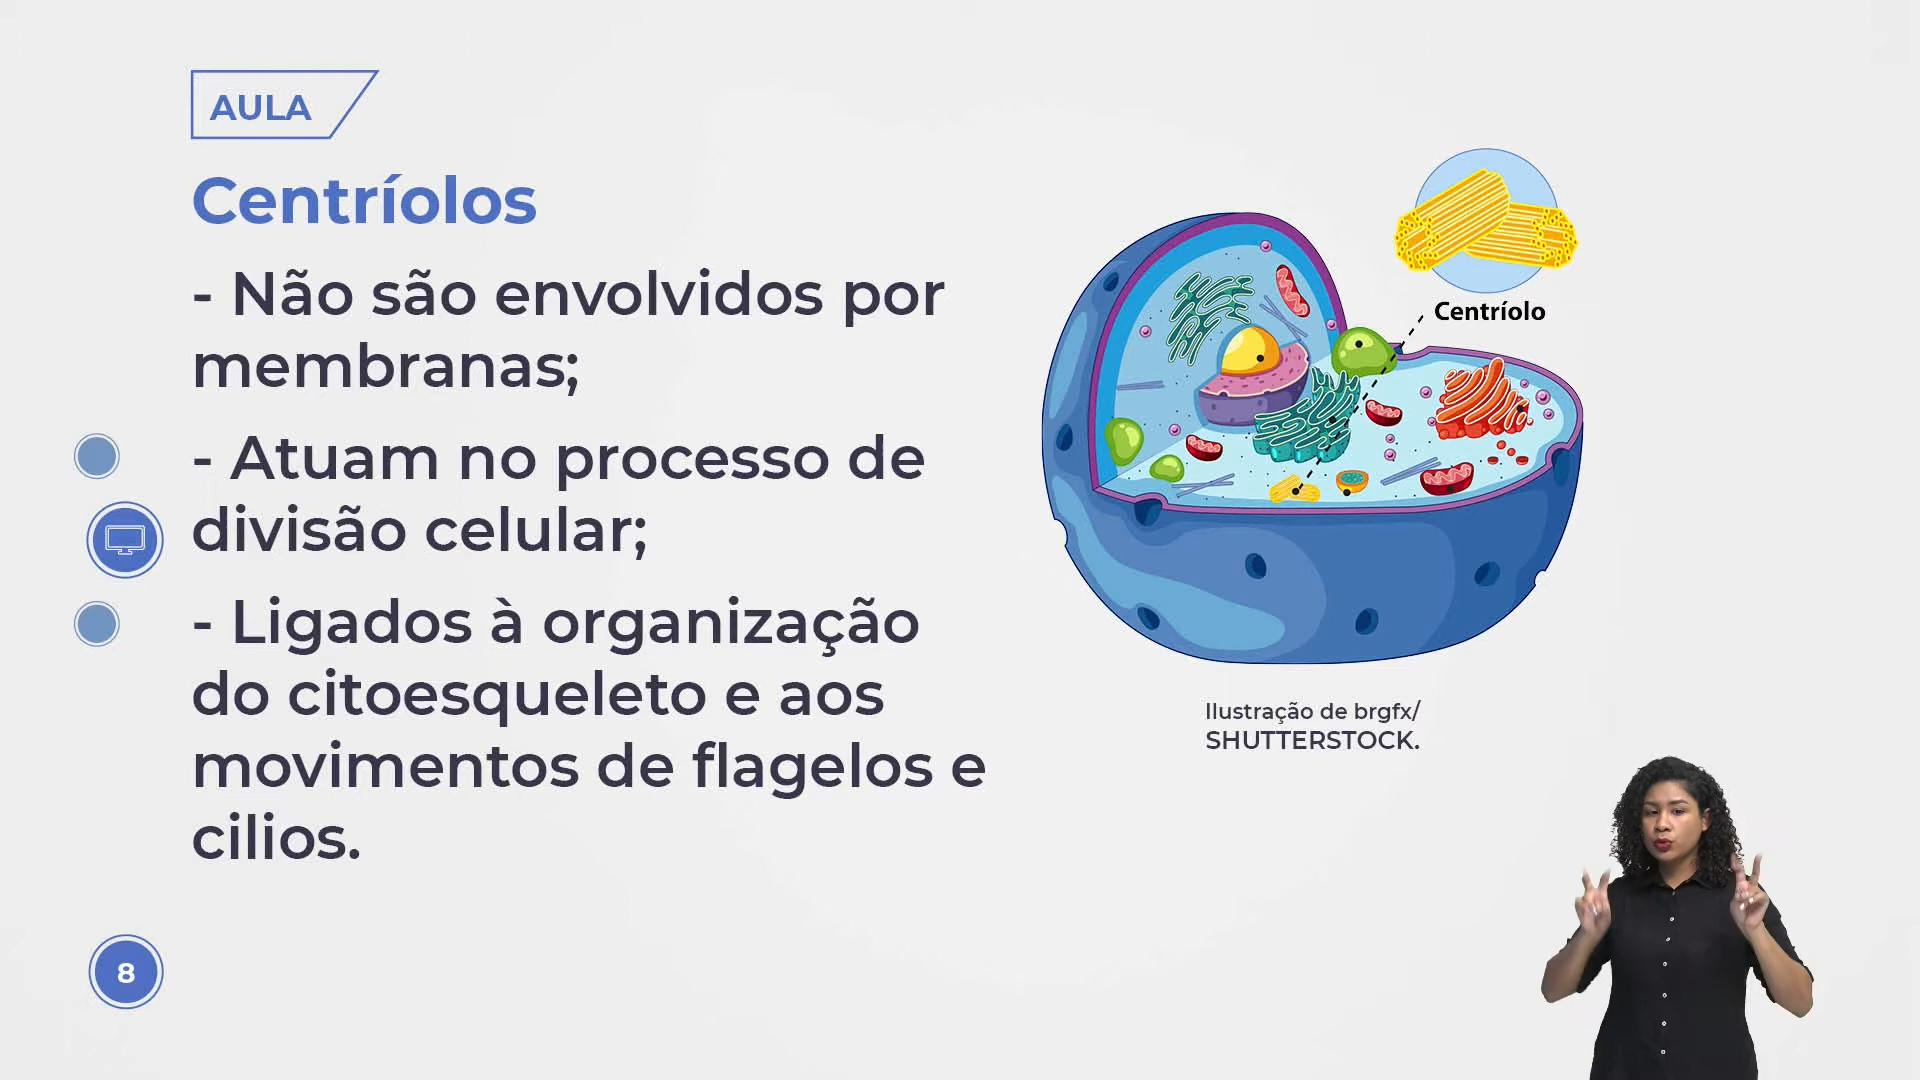 AULA
Centríolos
- Não são envolvidos por
membranas;
- Atuam no processo de
divisão celular;
- Ligados à organização
do citoesqueleto e aos
movimentos de flagelos e
cilios.
8
Centríolo
Ilustração de brgfx/
SHUTTERSTOCK.